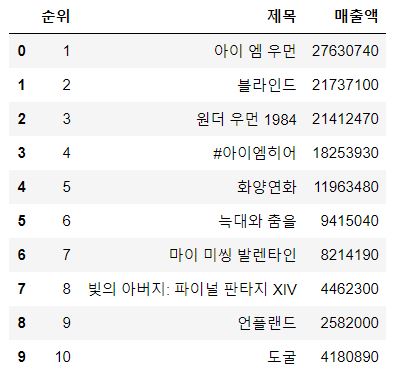 순위 제목 매출액
0 1 아이 엠 우먼 27630740
1 2 블라인드 21737100
2 3 원더 우먼 1984 21412470
3 4 #아이엠히어 18253930
4 5 화양연화 11963480
5 6 늑대와 춤을 9415040
6 7 마이 미씽 발렌타인 8214190
7 8 빛의 아버지: 파이널 판타지 XIV 4462300
8 9 언플랜드 2582000
9 10 도굴 4180890